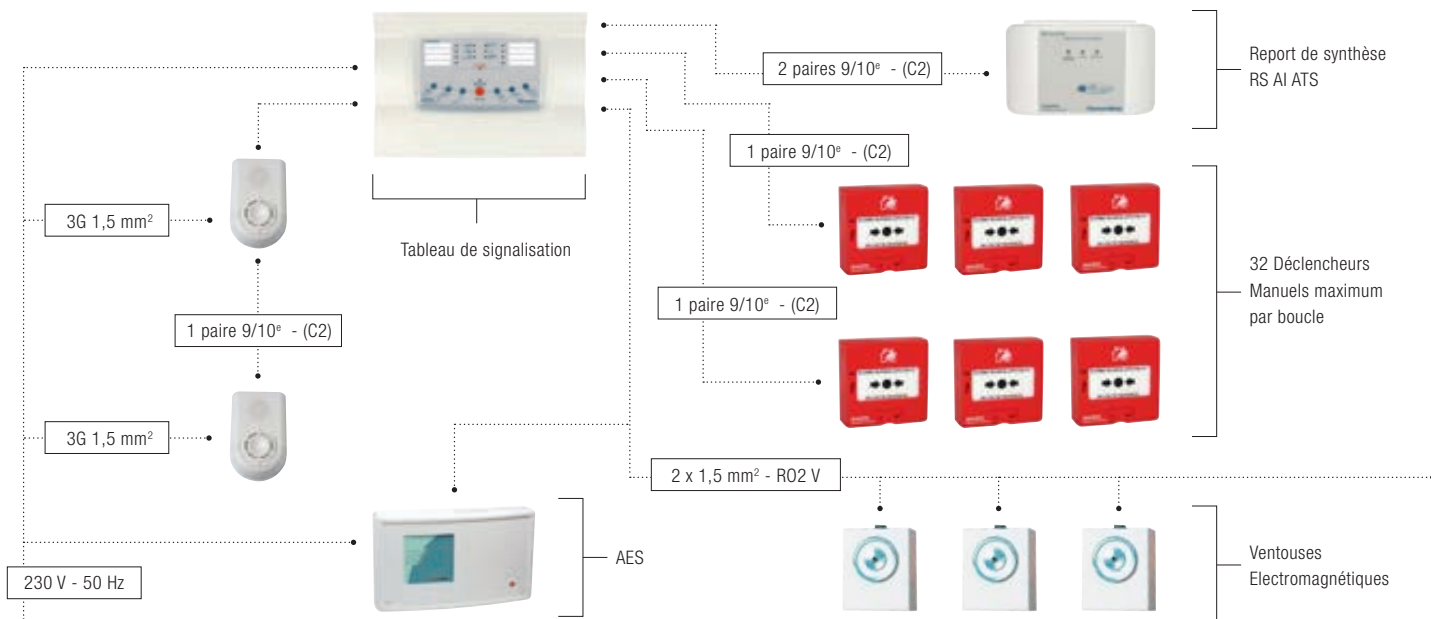 2 paires 9/10e - (C2)
Report de synthèse
RS AI ATS
1 paire 9/10e - (C2)
3G 1,5 mm²
Tableau de signalisation
32 Déclencheurs
Manuels maximum
par boucle
1 paire 9/10e - (C2)
1 paire 9/10e - (C2)
3G 1,5 mm²
2 x 1,5 mm² - RO2 V
AES
Ventouses
Electromagnétiques
230 V - 50 Hz